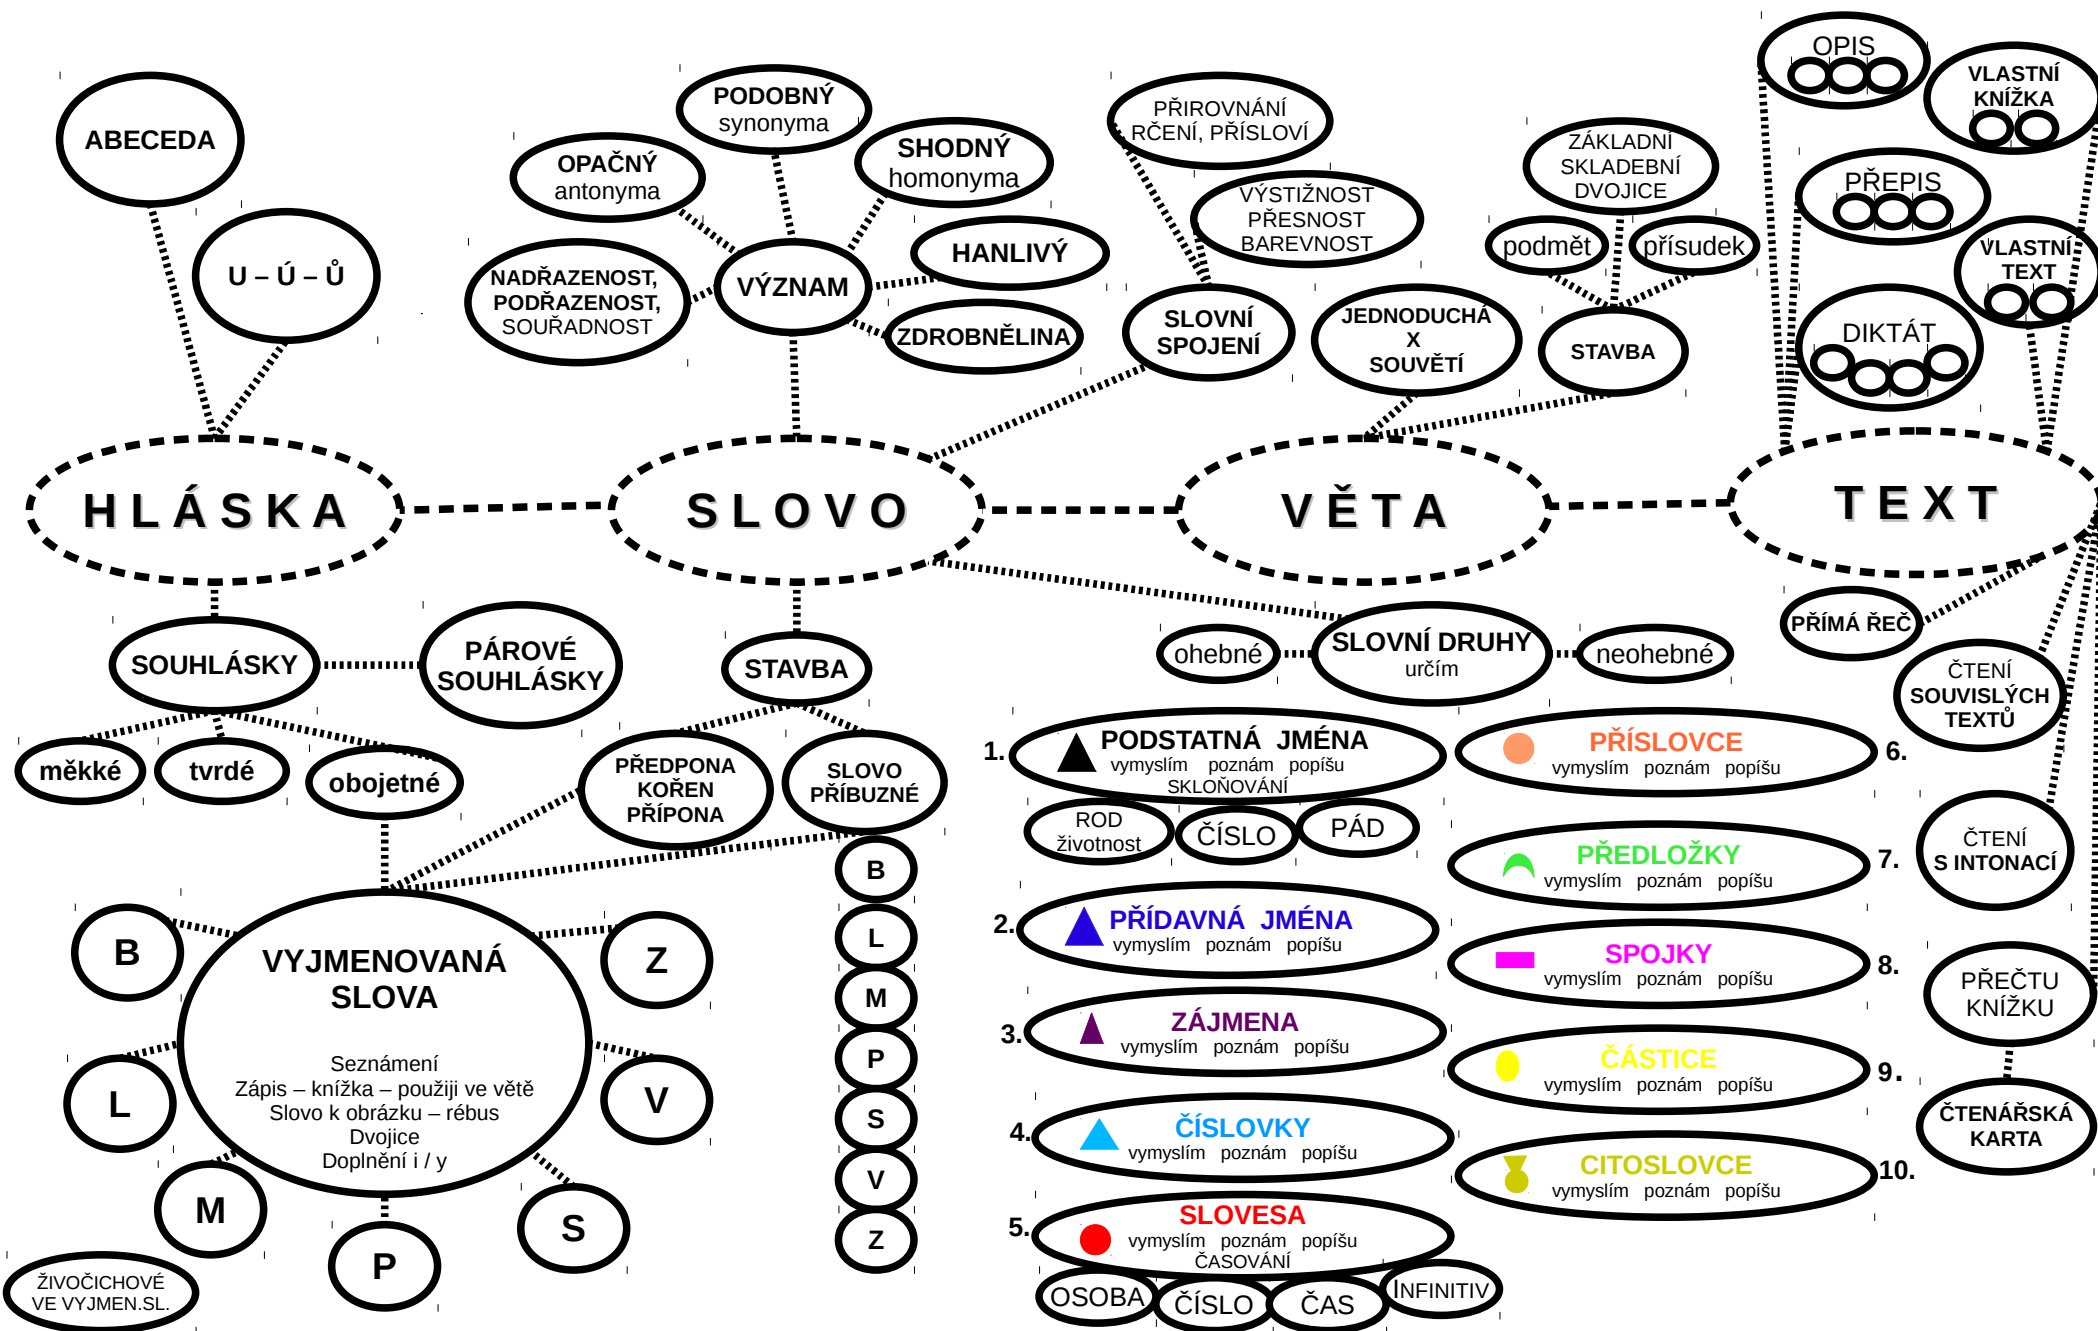 ABECEDA
U – Ú – Ů
OPAČNÝ
antonyma
PODOBNÝ
synonyma
SHODNÝ
homonyma
NADŘAZENOST,
PODŘAZENOST,
SOUŘADNOST
VÝZNAM
HANLIVÝ
ZDROBNĚLINA
PŘIROVNÁNÍ
RČENÍ, PŘÍSLOVÍ
VÝSTIŽNOST
PŘESNOST
BAREVNOST
SLOVNÍ
SPOJENÍ
JEDNODUCHÁ
X
SOUVĚTÍ
ZÁKLADNÍ
SKLADEBNÍ
DVOJICE
podmět
přísudek
STAVBA
OPIS
VLASTNÍ
KNÍŽKA
PŘEPIS
VLASTNÍ
TEXT
DIKTÁT
HLÁSKA
SLOVO
VĚTA
TEXT
SOUHLÁSKY
PÁROVÉ
SOUHLÁSKY
měkké
tvrdé
obojetné
STAVBA
PŘEDPONA
KOŘEN
PŘÍPONA
SLOVO
PŘÍBUZNÉ
B
L
M
P
S
V
Z
VYJMENOVANÁ
SLOVA
Seznámení
Zápis – knížka – použiji ve větě
Slovo k obrázku – rébus
Dvojice
Doplnění i / y
B
Z
L
V
M
S
P
ŽIVOČICHOVÉ
VE VYJMEN.SL.
ohebné
SLOVNÍ DRUHY
určím
neohebné
1.
PODSTATNÁ JMÉNA
vymyslím poznám popíšu
SKLOŇOVÁNÍ
ROD
životnost
ČÍSLO
PÁD
2.
PŘÍDAVNÁ JMÉNA
vymyslím poznám popíšu
3.
ZÁJMENA
vymyslím poznám popíšu
4.
ČÍSLOVKY
vymyslím poznám popíšu
5.
SLOVESA
vymyslím poznám popíšu
ČASOVÁNÍ
OSOBA
ČÍSLO
ČAS
INFINITIV
PŘÍSLOVCE
vymyslím poznám popíšu
6.
PŘEDLOŽKY
vymyslím poznám popíšu
7.
SPOJKY
vymyslím poznám popíšu
8.
ČÁSTICE
vymyslím poznám popíšu
9.
CITOSLOVCE
vymyslím poznám popíšu
10.
PŘÍMÁ ŘEČ
ČTENÍ
SOUVISLÝCH
TEXTŮ
ČTENÍ
S INTONACÍ
PŘEČTU
KNÍŽKU
ČTENÁŘSKÁ
KARTA